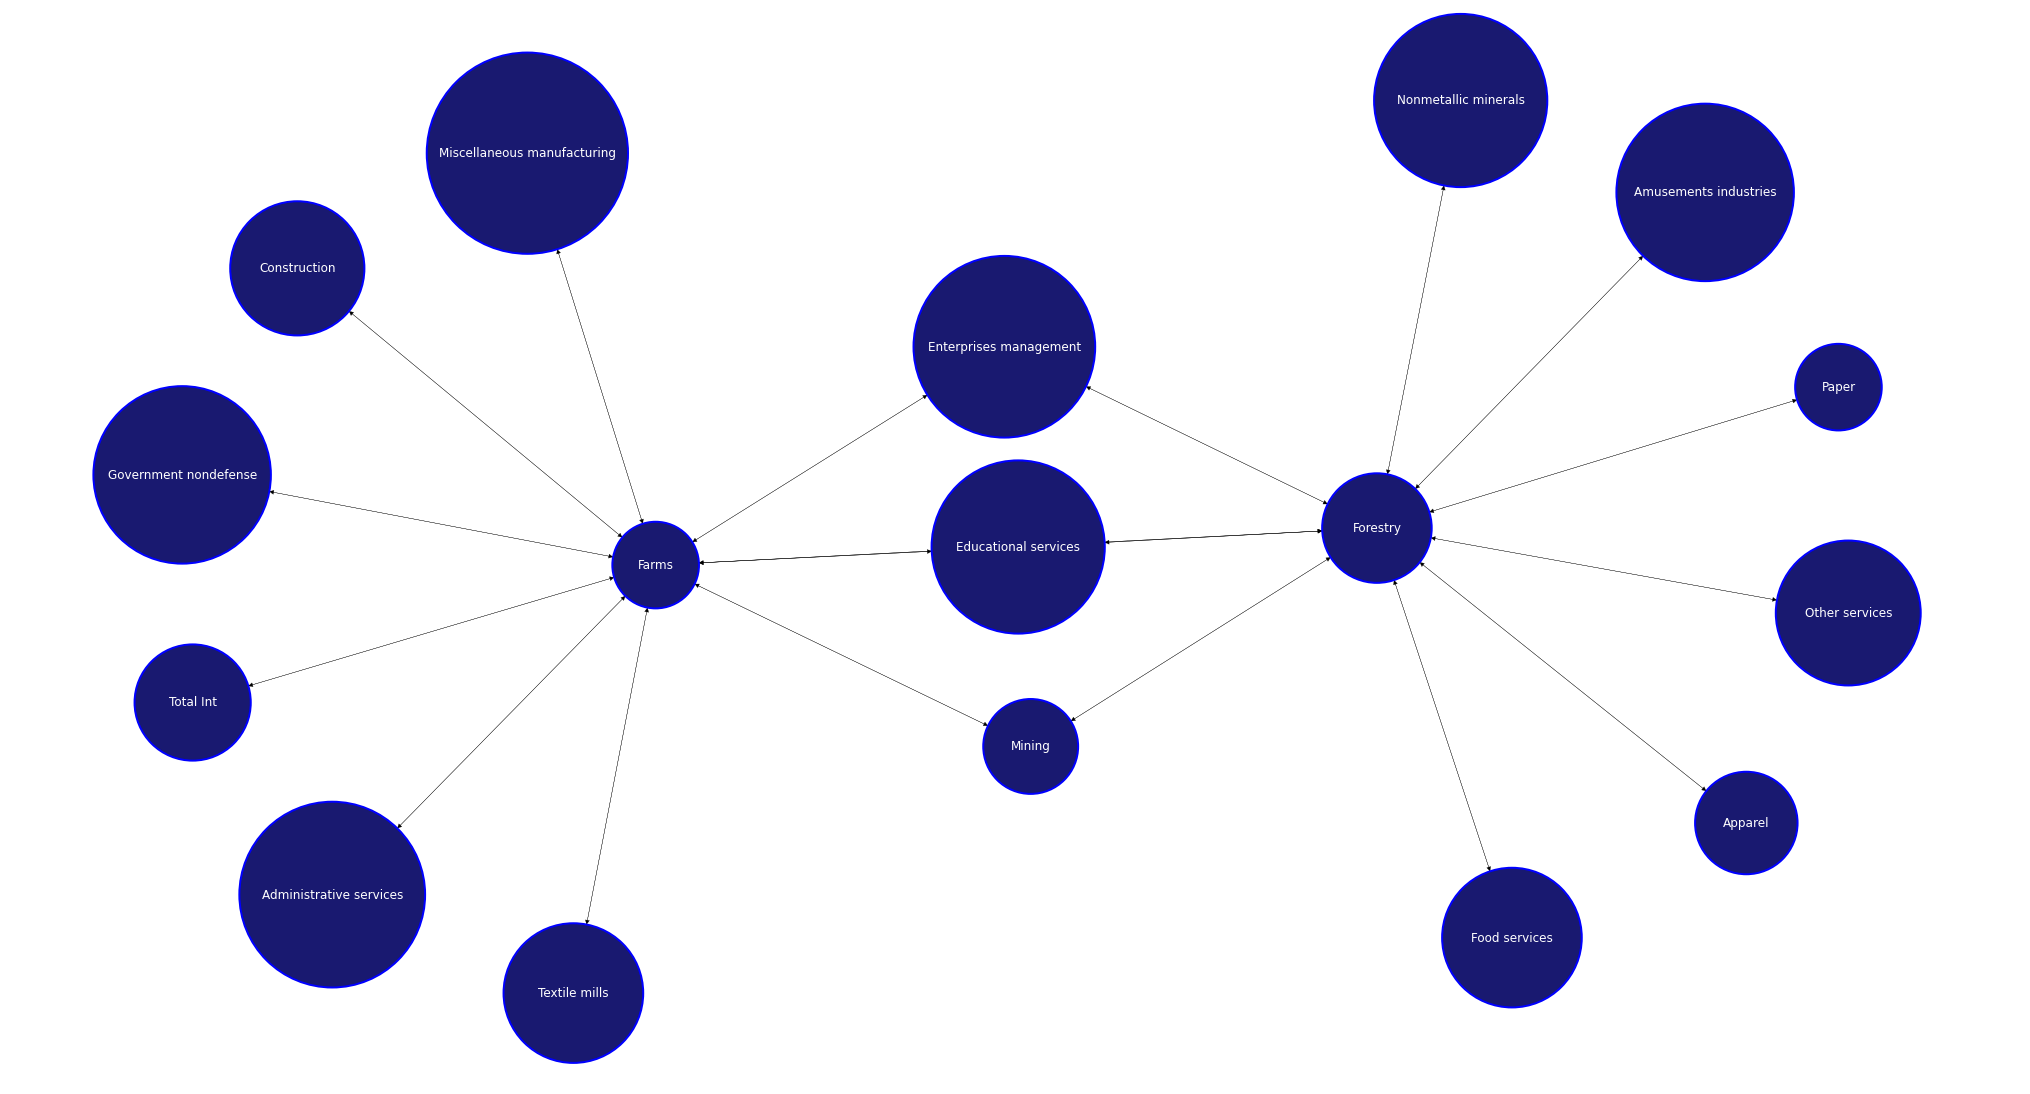 Nonmetallic minerals
Miscellaneous manufacturing
Amusements industries
Construction
Enterprises management
Paper
Government nondefense
Forestry
Educational services
Farms
Other services
Total Int
Mining
Apparel
Administrative services
Food services
Textile mills